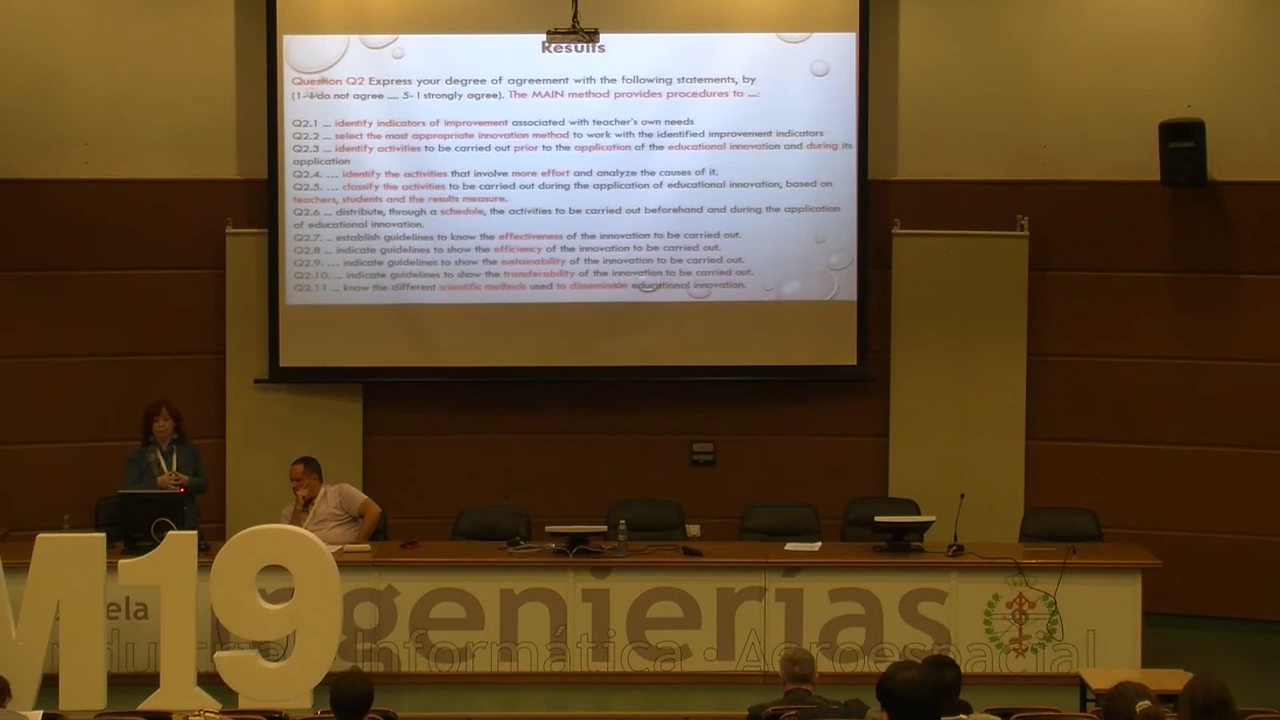 Results
Question Q2 Express your degree of agreement with the following statements, by
(1- I do not agree .... 5- I strongly agree). The MAIN method provides procedures to ...:
Q2.1 ... identify indicators of improvement associated with teacher's own needs
Q2.2 ... select the most appropriate innovation method to work with the identified improvement indicators
Q2.3 ... identify activities to be carried out prior to the application of the educational innovation and during its
application
Q2.4. ... identify the activities that involve more effort and analyze the causes of it.
Q2.5. ... classify the activities to be carried out during the application of educational innovation, based on
teachers, students and the results measure.
Q2.6 ... distribute, through a schedule, the activities to be carried out beforehand and during the application
of educational innovation.
Q2.7. .. establish guidelines to know the effectiveness of the innovation to be carried out.
Q2.8 ... indicate guidelines to show the efficiency of the innovation to be carried out.
Q2.9. ... indicate guidelines to show the sustainability of the innovation to be carried out.
Q2.10. ... indicate guidelines to show the transferability of the innovation to be carried out.
Q2.11 ... know the different scientific methods used to disseminate educational innovation.
M19
ela
ngenierías
Informática • Aeroespacial